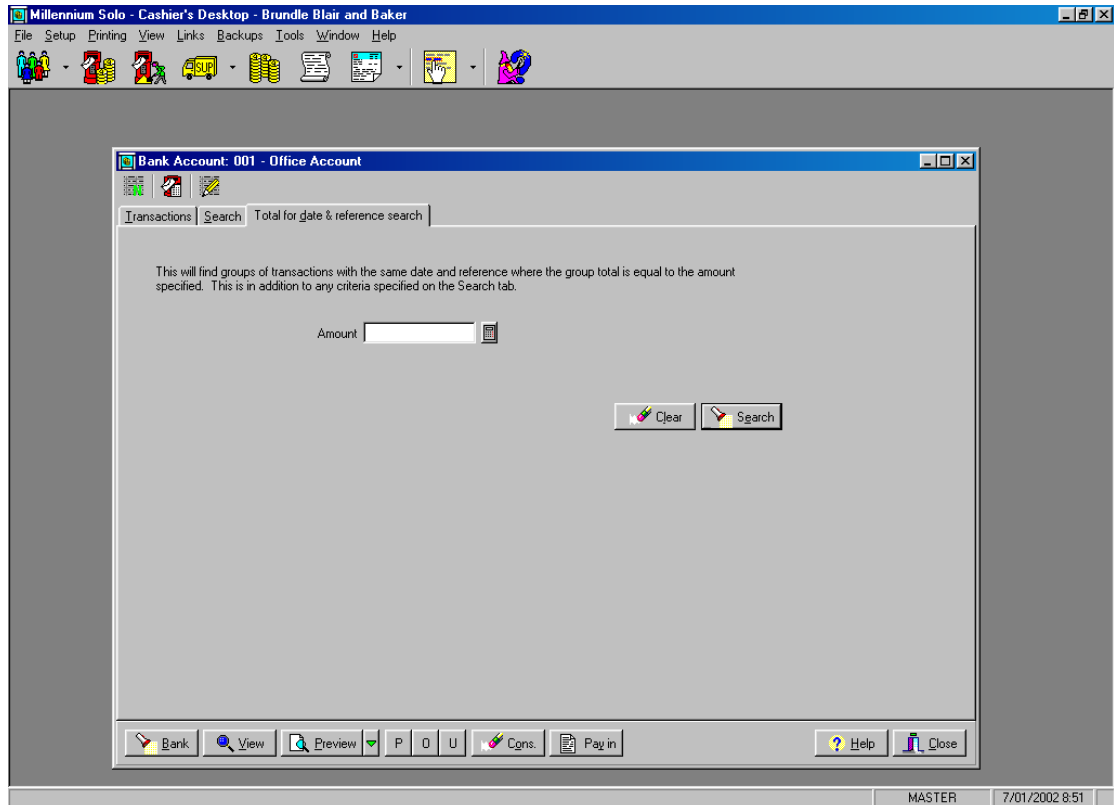 Millennium Solo - Cashier's Desktop - Brundle Blair and Baker
File Setup Printing View Links Backups Tools Window Help
SUP
Bank Account: 001 - Office Account
Transactions Search Total for date & reference search
This will find groups of transactions with the same date and reference where the group total is equal to the amount
specified. This is in addition to any criteria specified on the Search tab.
Amount
Clear Search
Bank View Preview P O U Cons. Pay in Help Close
MASTER 7/01/2002 8:51